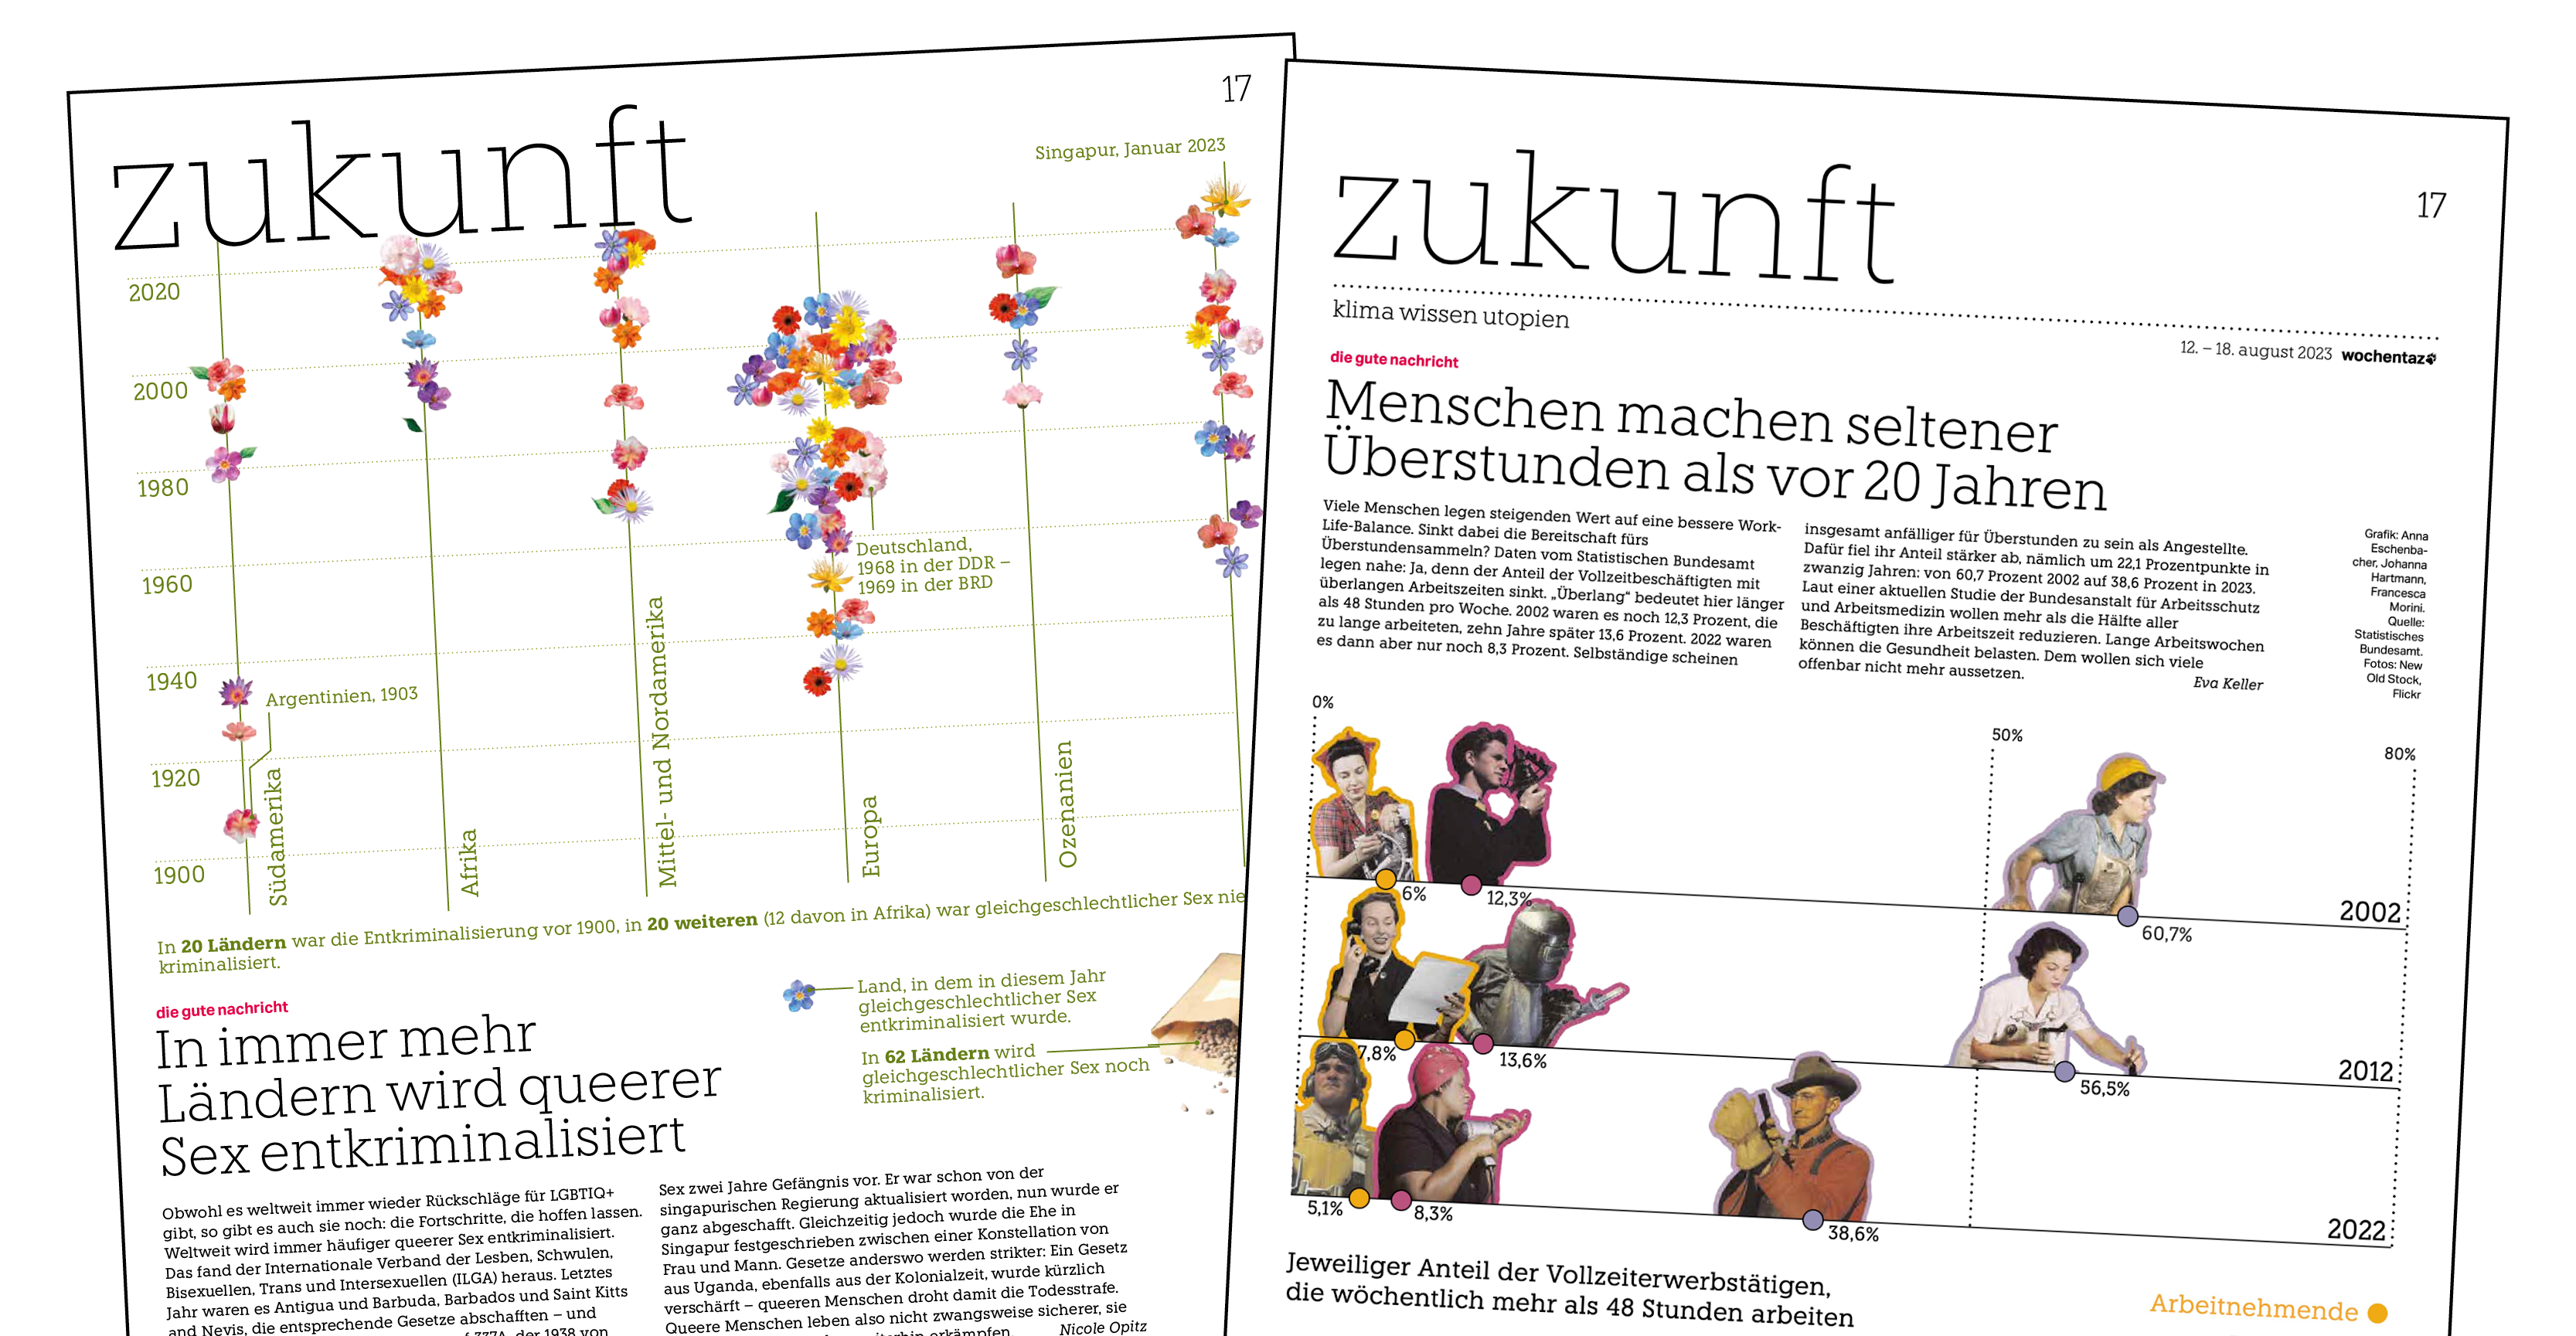 17
zukunft
Singapur, Januar 2023
2020
2000
1980
1960
1940
1920
1900
Deutschland,
1968 in der DDR –
1969 in der BRD
Argentinien, 1903
Südamerika
Afrika
Mittel- und Nordamerika
Europa
Ozenanien
In 20 Ländern war die Entkriminalisierung vor 1900, in 20 weiteren (12 davon in Afrika) war gleichgeschlechtlicher Sex nie
kriminalisiert.
Land, in dem in diesem Jahr
gleichgeschlechtlicher Sex
entkriminalisiert wurde.
In 62 Ländern wird
gleichgeschlechtlicher Sex noch
kriminalisiert.
die gute nachricht
In immer mehr
Ländern wird queerer
Sex entkriminalisiert
Obwohl es weltweit immer wieder Rückschläge für LGBTIQ+
gibt, so gibt es auch sie noch: die Fortschritte, die hoffen lassen.
Weltweit wird immer häufiger queerer Sex entkriminalisiert.
Das fand der Internationale Verband der Lesben, Schwulen,
Bisexuellen, Trans und Intersexuellen (ILGA) heraus. Letztes
Jahr waren es Antigua und Barbuda, Barbados und Saint Kitts
and Nevis, die entsprechende Gesetze abschafften – und
377A, der 1938 von
Sex zwei Jahre Gefängnis vor. Er war schon von der
singapurischen Regierung aktualisiert worden, nun wurde er
ganz abgeschafft. Gleichzeitig jedoch wurde die Ehe in
Singapur festgeschrieben zwischen einer Konstellation von
Frau und Mann. Gesetze anderswo werden strikter: Ein Gesetz
aus Uganda, ebenfalls aus der Kolonialzeit, wurde kürzlich
verschärft – queeren Menschen droht damit die Todesstrafe.
Queere Menschen leben also nicht zwangsweise sicherer, sie
erkämpfen.
Nicole Opitz
zukunft
17
klima wissen utopien
12. – 18. august 2023 wochentaz
die gute nachricht
Menschen machen seltener
Überstunden als vor 20 Jahren
Viele Menschen legen steigenden Wert auf eine bessere Work-
Life-Balance. Sinkt dabei die Bereitschaft fürs
Überstundensammeln? Daten vom Statistischen Bundesamt
legen nahe: Ja, denn der Anteil der Vollzeitbeschäftigten mit
überlangen Arbeitszeiten sinkt. „Überlang“ bedeutet hier länger
als 48 Stunden pro Woche. 2002 waren es noch 12,3 Prozent, die
zu lange arbeiteten, zehn Jahre später 13,6 Prozent. 2022 waren
es dann aber nur noch 8,3 Prozent. Selbständige scheinen
insgesamt anfälliger für Überstunden zu sein als Angestellte.
Dafür fiel ihr Anteil stärker ab, nämlich um 22,1 Prozentpunkte in
zwanzig Jahren: von 60,7 Prozent 2002 auf 38,6 Prozent in 2023.
Laut einer aktuellen Studie der Bundesanstalt für Arbeitsschutz
und Arbeitsmedizin wollen mehr als die Hälfte aller
Beschäftigten ihre Arbeitszeit reduzieren. Lange Arbeitswochen
können die Gesundheit belasten. Dem wollen sich viele
offenbar nicht mehr aussetzen.
Eva Keller
Grafik: Anna
Eschenba-
cher, Johanna
Hartmann,
Francesca
Morini.
Quelle:
Statistisches
Bundesamt.
Fotos: New
Old Stock,
Flickr
0%
50%
80%
6%
12,3%
60,7%
2002
7,8%
13,6%
56,5%
2012
5,1%
8,3%
38,6%
2022
Jeweiliger Anteil der Vollzeiterwerbstätigen,
die wöchentlich mehr als 48 Stunden arbeiten
Arbeitnehmende